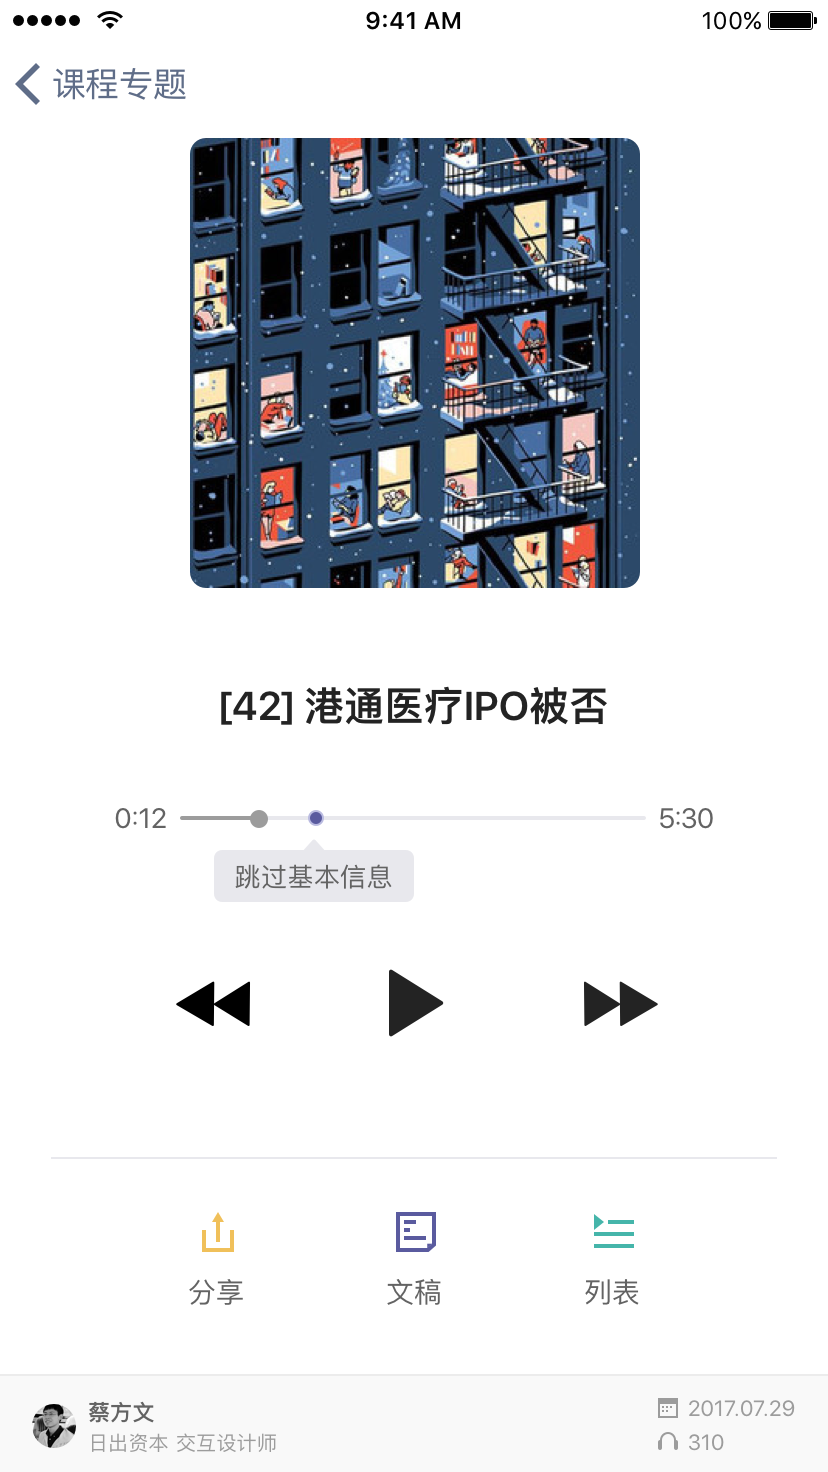 9:41 AM 100%
课程专题
[42] 港通医疗IPO被否
0:12 5:30
跳过基本信息
分享 文稿 列表
蔡方文 2017.07.29
日出资本 交互设计师 310